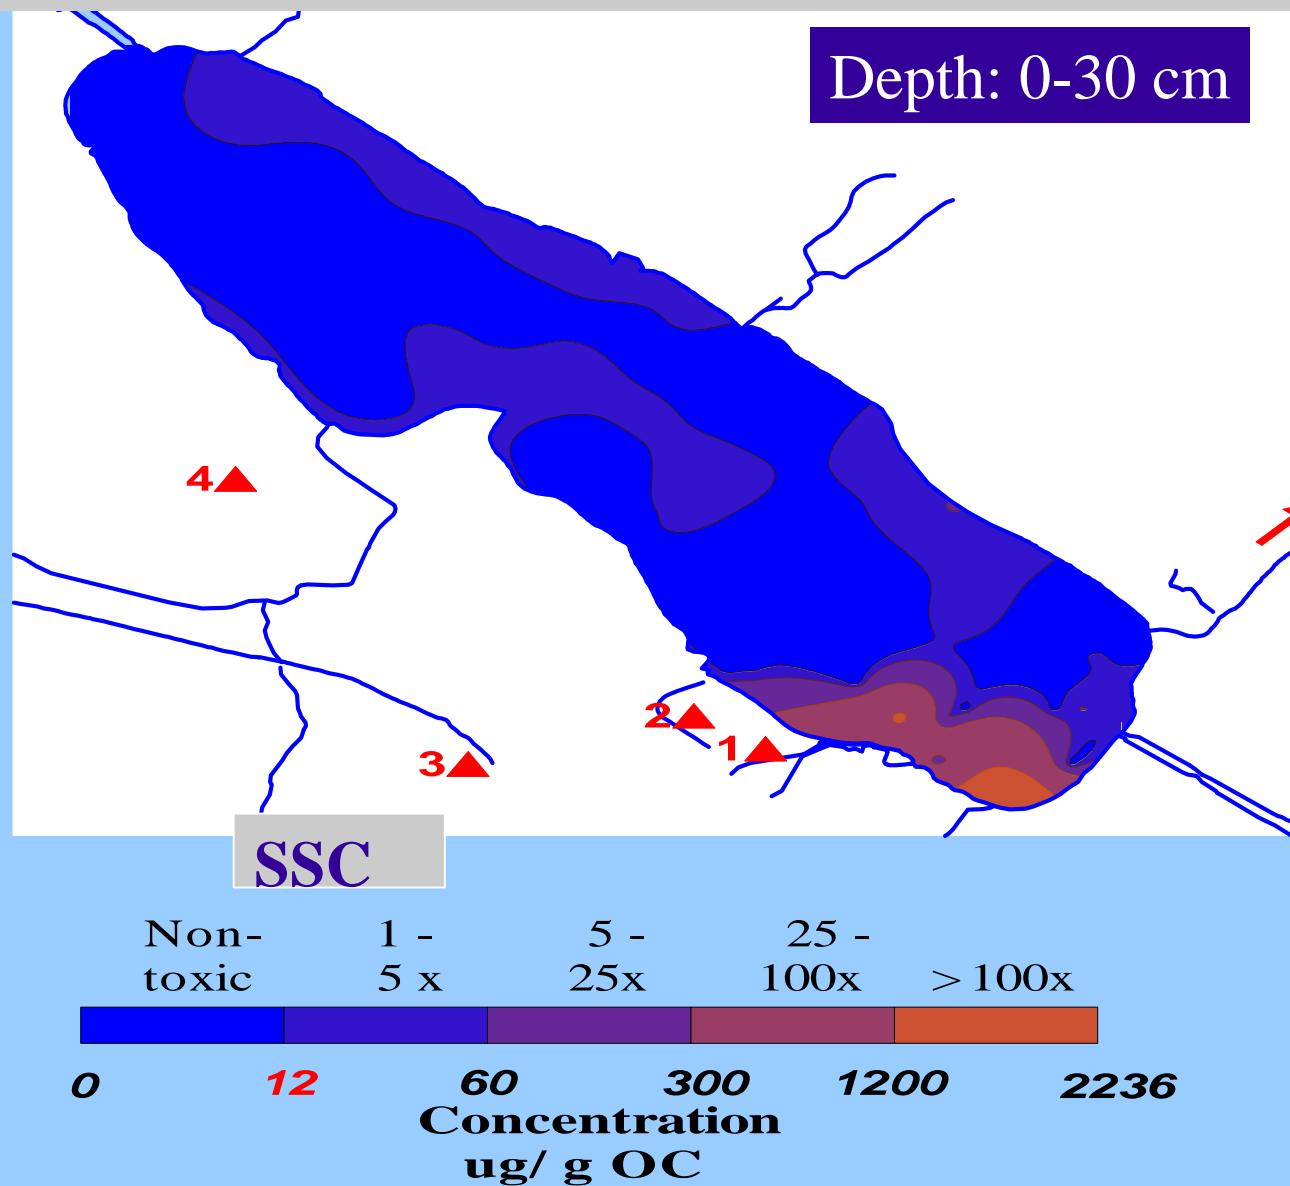 Depth: 0-30 cm
4
2
1
3
SSC
Non-
toxic
1 -
5 x
5 -
25x
25 -
100x
> 100x
0 12 60 300 1200 2236
Concentration
ug/ g OC